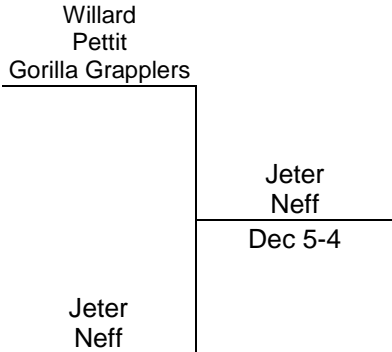 Willard
Pettit
Gorilla Grapplers
Jeter
Neff
Dec 5-4
Jeter
Neff